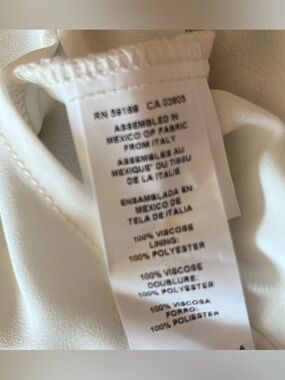 RN 59169 CA 03605
ASSEMBLED IN
MEXICO OF FABRIC
FROM ITALY
ASSEMBLES AU
MEXIQUE' DU TISSU
DE LA ITALIE
ENSAMBLADA EN
MEXICO DE
TELA DE ITALIA
100% VISCOSE
LINING:
100% POLYESTER
100% VISCOSE
DOUBLURE:
100% POLYESTER
100% VISCOSA
FORRO:
100% POLIESTER